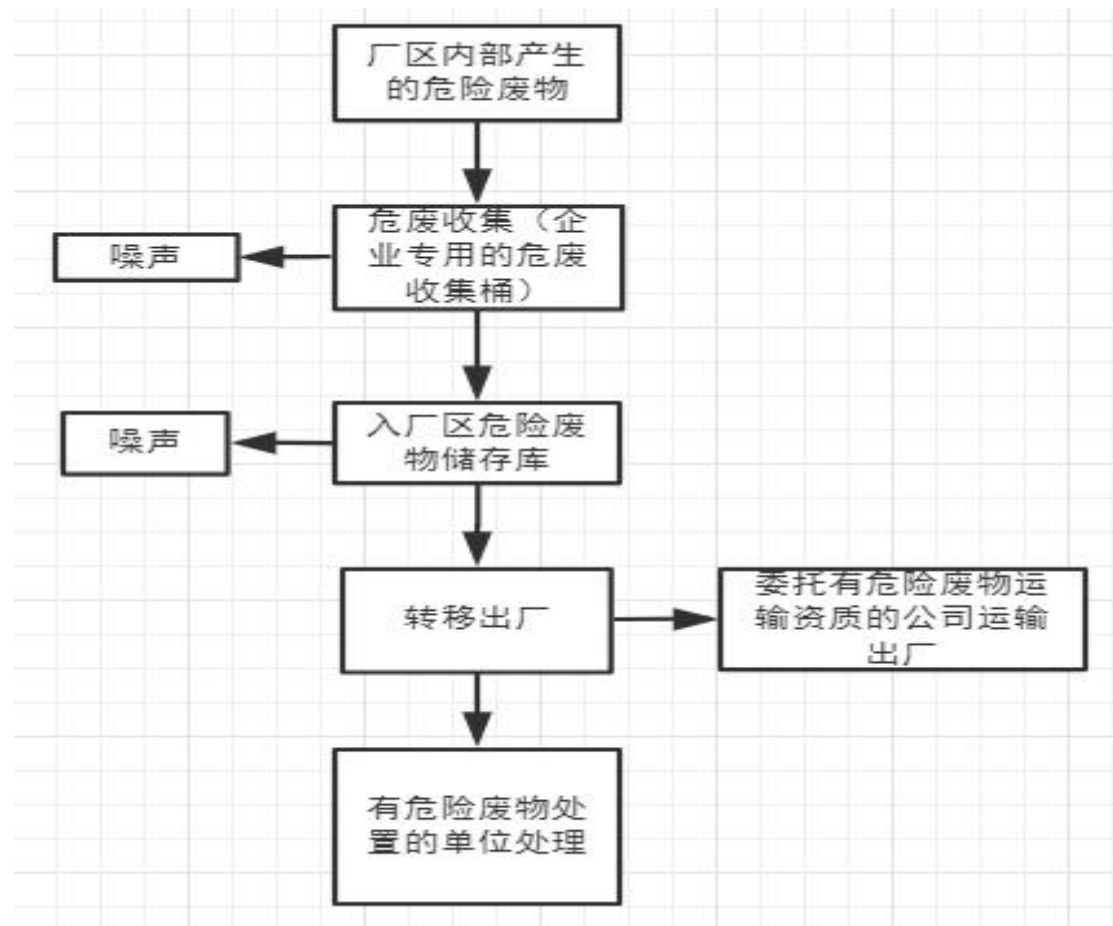 厂区内部产生
的危险废物
危废收集（企
业专用的危废
收集桶）
噪声
入厂区危险废
物储存库
噪声
转移出厂
委托有危险废物运
输资质的公司运输
出厂
有危险废物处
置的单位处理